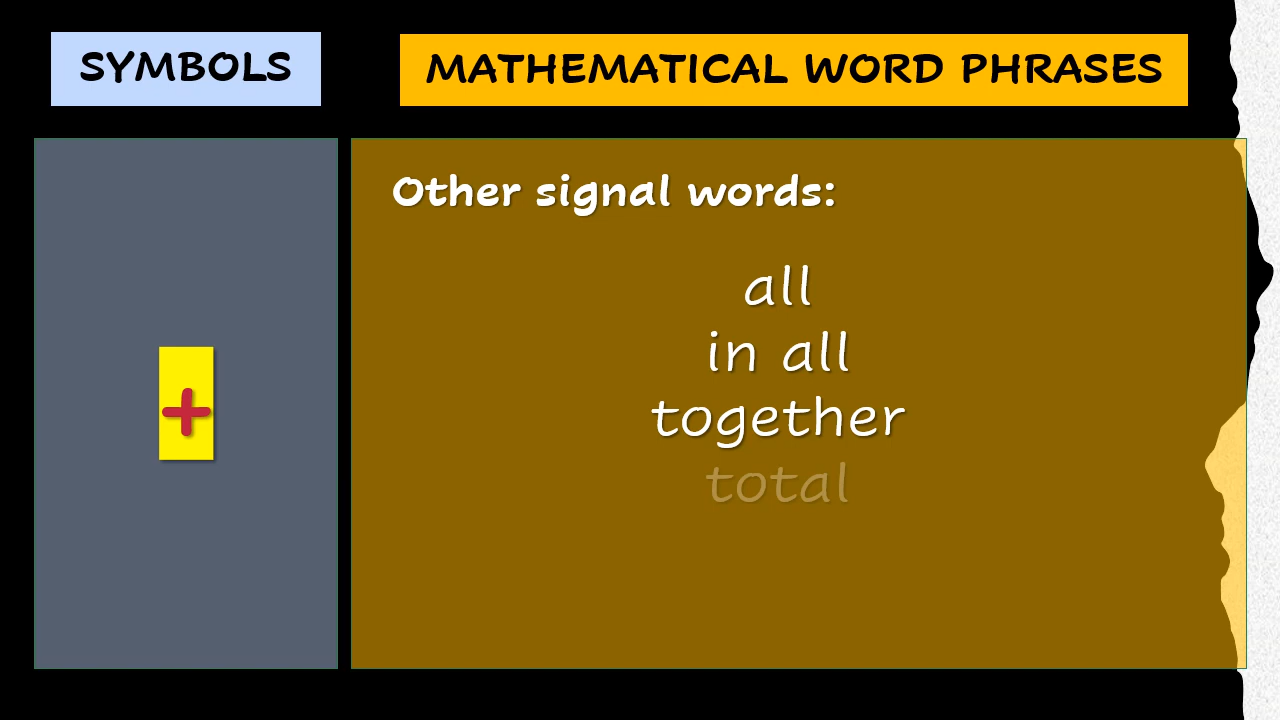 SYMBOLS
MATHEMATICAL WORD PHRASES
+
Other signal words:
all
in all
together
total